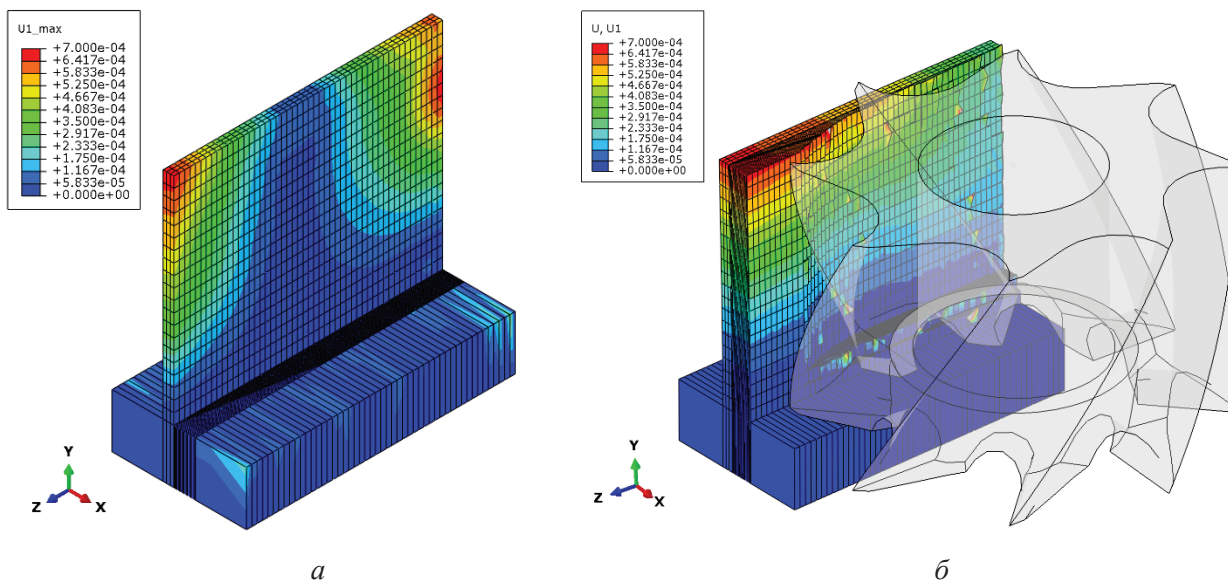 U1_max
+7.000e-04
+6.417e-04
+5.833e-04
+5.250e-04
+4.667e-04
+4.083e-04
+3.500e-04
+2.917e-04
+2.333e-04
+1.750e-04
+1.167e-04
+5.833e-05
+0.000e+00
Y
Z
X
а
U, U1
+7.000e-04
+6.417e-04
+5.833e-04
+5.250e-04
+4.667e-04
+4.083e-04
+3.500e-04
+2.917e-04
+2.333e-04
+1.750e-04
+1.167e-04
+5.833e-05
+0.000e+00
Y
Z
X
б